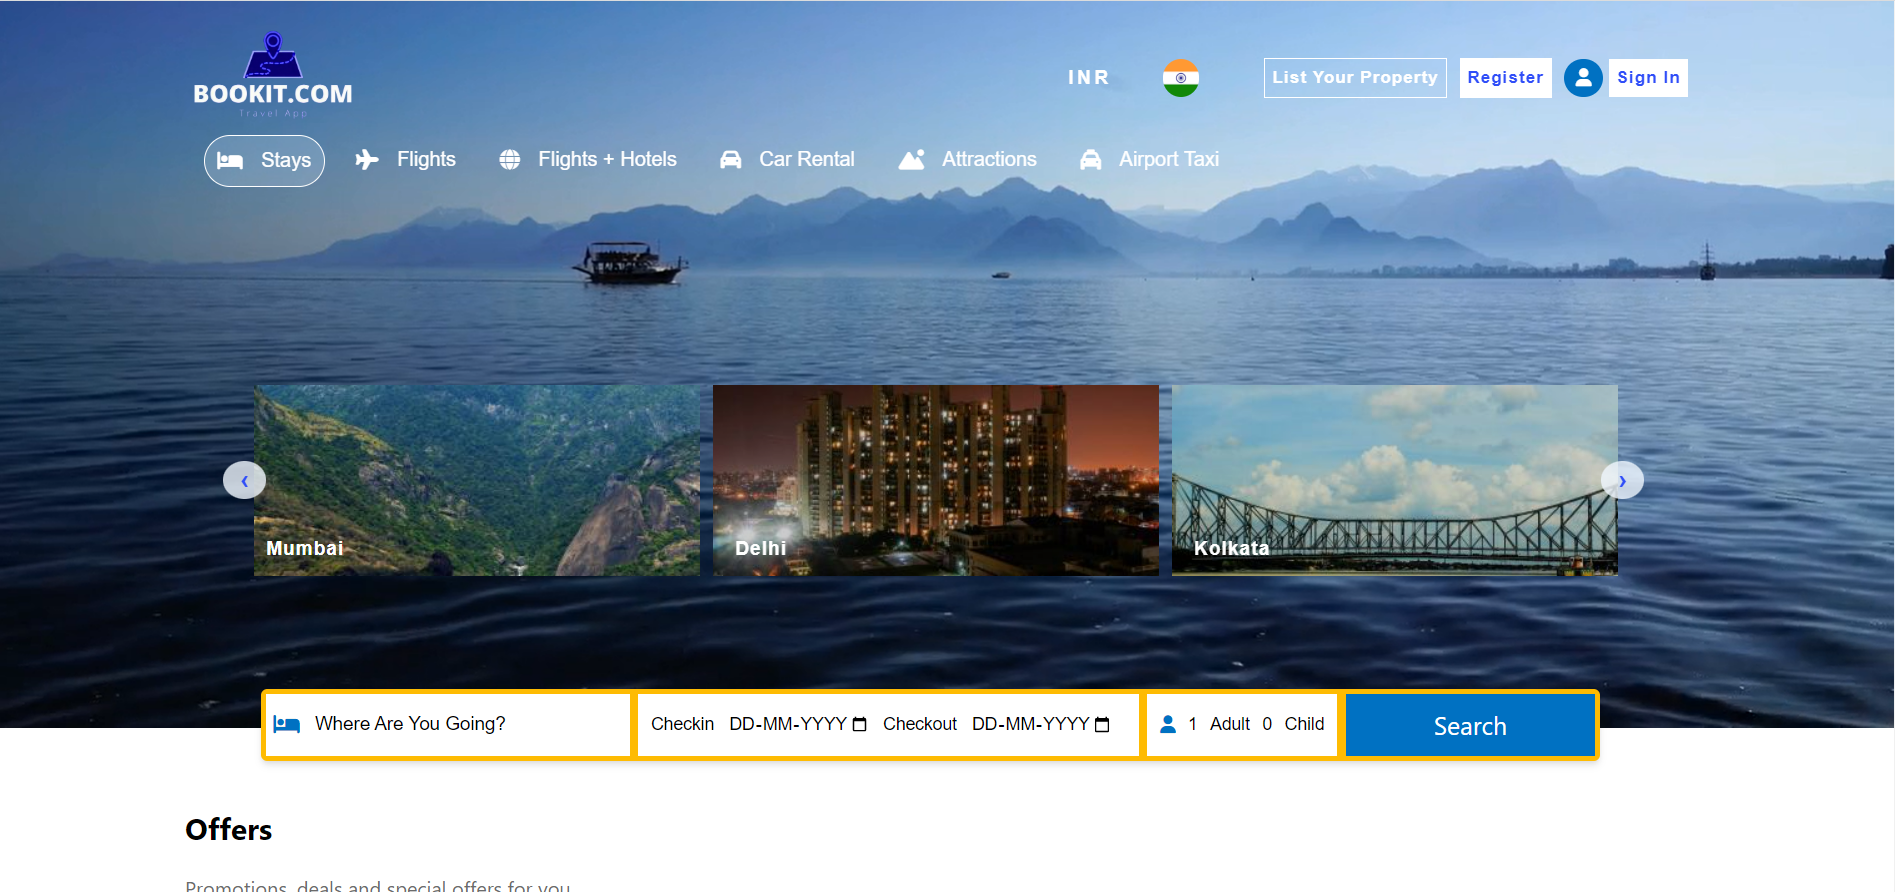 BOOKIT.COM
Travel App
INR
List Your Property
Register
Sign In
Stays
Flights
Flights + Hotels
Car Rental
Attractions
Airport Taxi
‹
›
Mumbai
Delhi
Kolkata
Where Are You Going?
Checkin DD-MM-YYYY Checkout DD-MM-YYYY
1 Adult 0 Child
Search
Offers
Promotions, deals and special offers for you